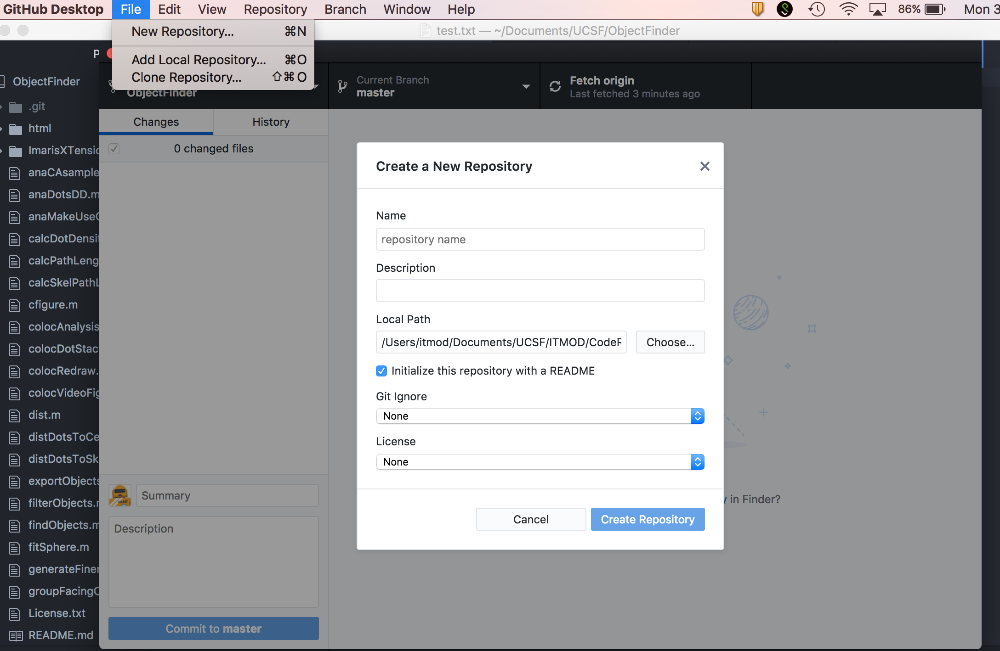 GitHub Desktop File Edit View Repository Branch Window Help 86% Mon 3
New Repository... ⌘N
Add Local Repository... ⌘O
Clone Repository... ⇧⌘O
test.txt — ~/Documents/UCSF/ObjectFinder
P
ObjectFinder
.git
html
ImarisXTensio
anaCAsample
anaDotsDD.m
anaMakeUseO
calcDotDensit
calcPathLeng
calcSkelPathL
cfigure.m
colocAnalysis
colocDotStac
colocRedraw.
colocVideoFig
dist.m
distDotsToCe
distDotsToSk
exportObjects
filterObjects.m
findObjects.m
fitSphere.m
generateFiner
groupFacingC
License.txt
README.md
ObjectFinder
Current Branch
master
Fetch origin
Last fetched 3 minutes ago
Changes History
0 changed files
Summary
Description
Commit to master
Create a New Repository
Name
repository name
Description
Local Path
/Users/itmod/Documents/UCSF/ITMOD/CodeR
Choose...
Initialize this repository with a README
Git Ignore
None
License
None
Cancel
Create Repository
y in Finder?